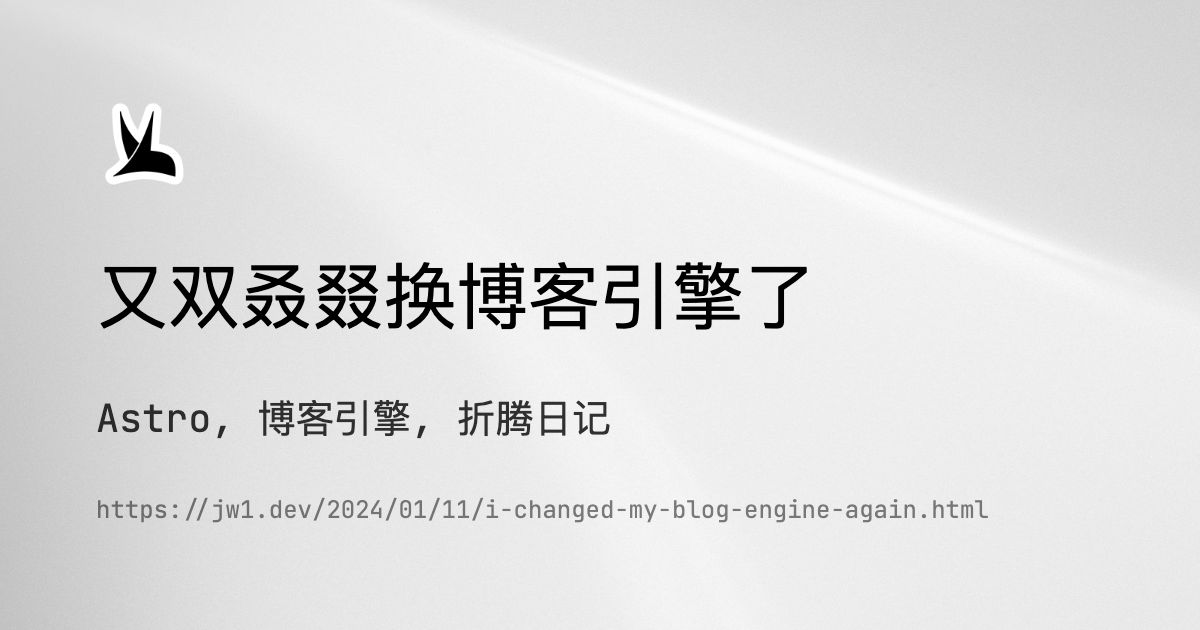 又双叒叕换博客引擎了
Astro, 博客引擎, 折腾日记
https://jw1.dev/2024/01/11/i-changed-my-blog-engine-again.html